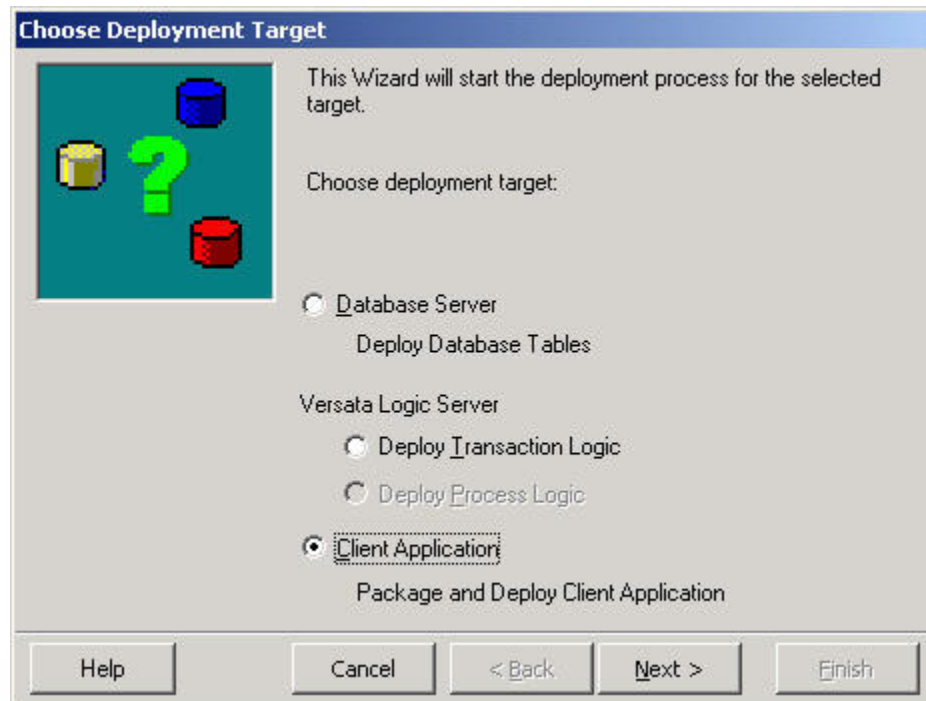 Choose Deployment Target
This Wizard will start the deployment process for the selected
target.
Choose deployment target:
Database Server
Deploy Database Tables
Versata Logic Server
Deploy Transaction Logic
Deploy Process Logic
Client Application
Package and Deploy Client Application
Help
Cancel
< Back
Next >
Finish